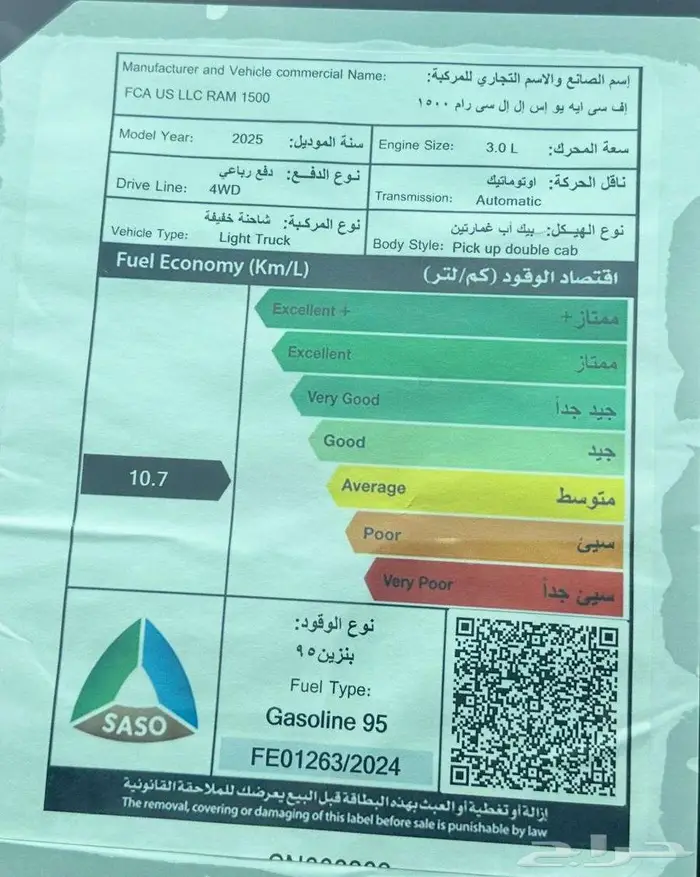 Manufacturer and Vehicle commercial Name:
إسم الصانع والاسم التجاري للمركبة:
FCA US LLC RAM 1500
إف سي ايه يو إس إل إل سى رام ١٥٠٠
Model Year: 2025 سنة الموديل:
Engine Size: 3.0 L سعة المحرك:
نوع الدفع: دفع رباعي
Drive Line: 4WD
ناقل الحركة: اوتوماتيك
Transmission: Automatic
نوع المركبة: شاحنة خفيفة
Vehicle Type: Light Truck
نوع الهيكل: بيك أب غمارتين
Body Style: Pick up double cab
Fuel Economy (Km/L) اقتصاد الوقود (كم/لتر)
Excellent + ممتاز +
Excellent ممتاز
Very Good جيد جداً
Good جيد
10.7
Average متوسط
Poor سيئ
Very Poor سيئ جداً
SASO
نوع الوقود:
بنزين ٩٥
Fuel Type:
Gasoline 95
FE01263/2024
إزالة أو تغطية أو العبث بهذه البطاقة قبل البيع يعرضك للملاحقة القانونية
The removal, covering or damaging of this label before sale is punishable by law
حراج